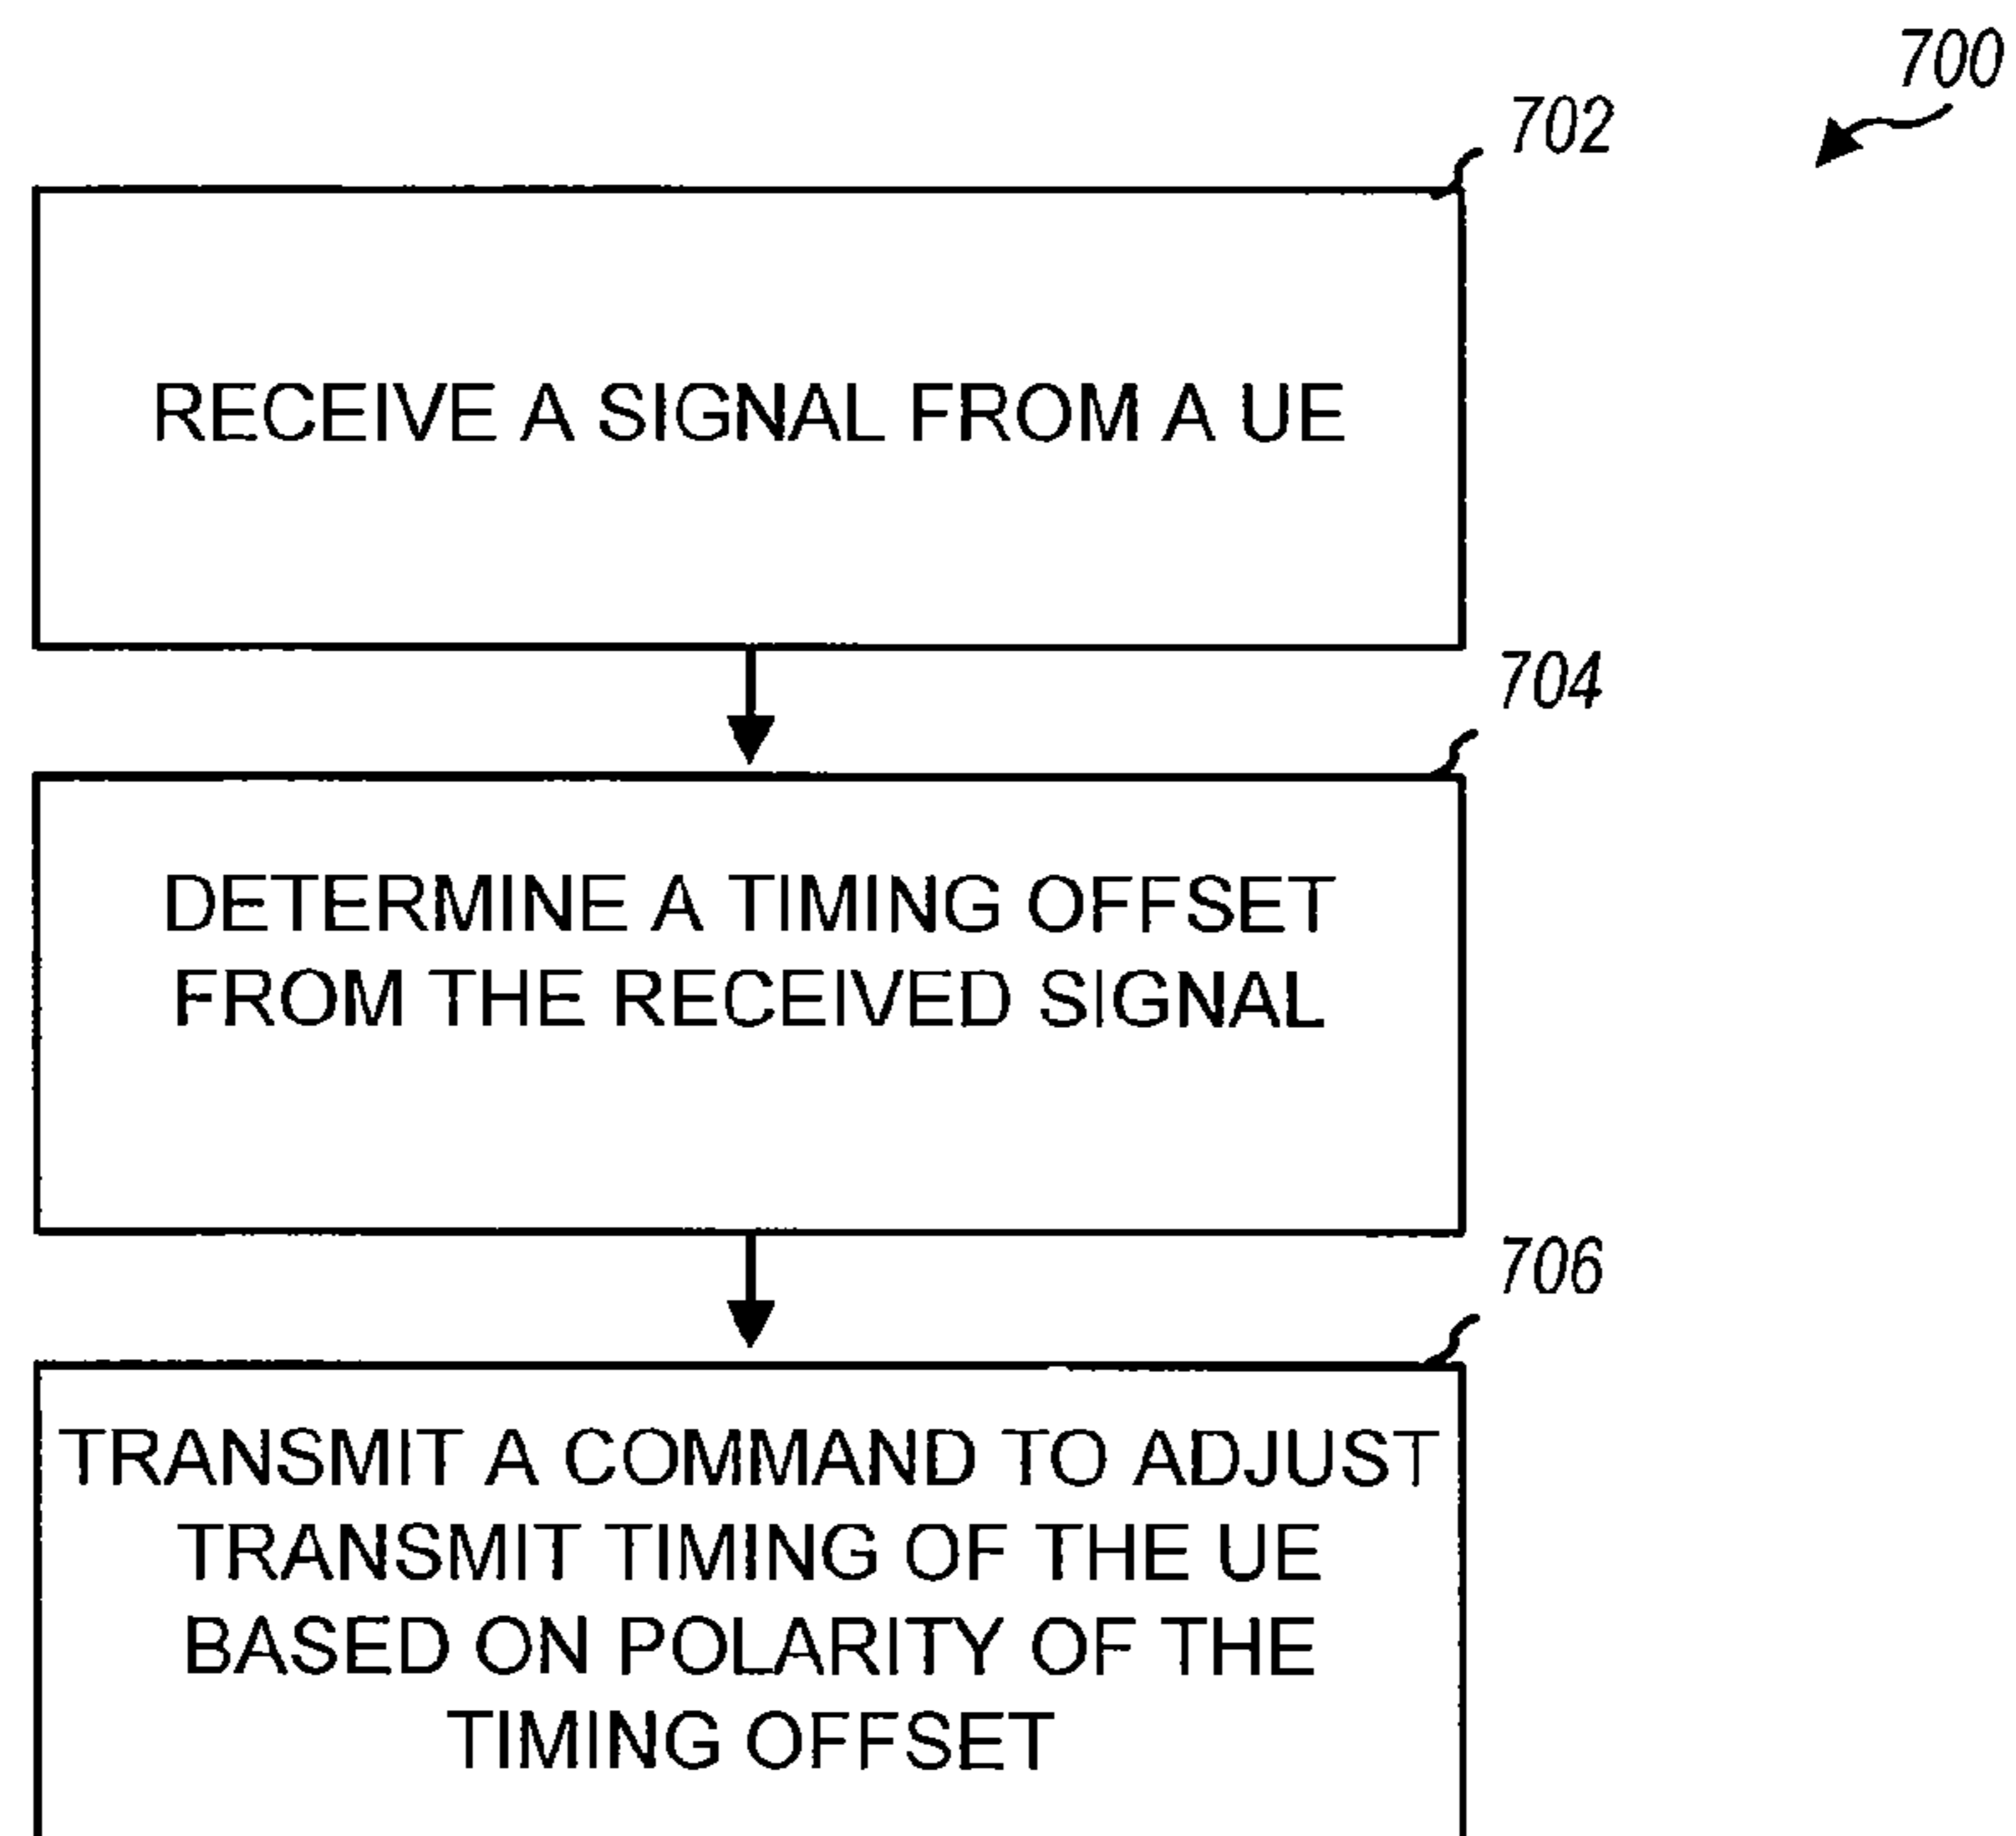 700
702
RECEIVE A SIGNAL FROM A UE
704
DETERMINE A TIMING OFFSET
FROM THE RECEIVED SIGNAL
706
TRANSMIT A COMMAND TO ADJUST
TRANSMIT TIMING OF THE UE
BASED ON POLARITY OF THE
TIMING OFFSET